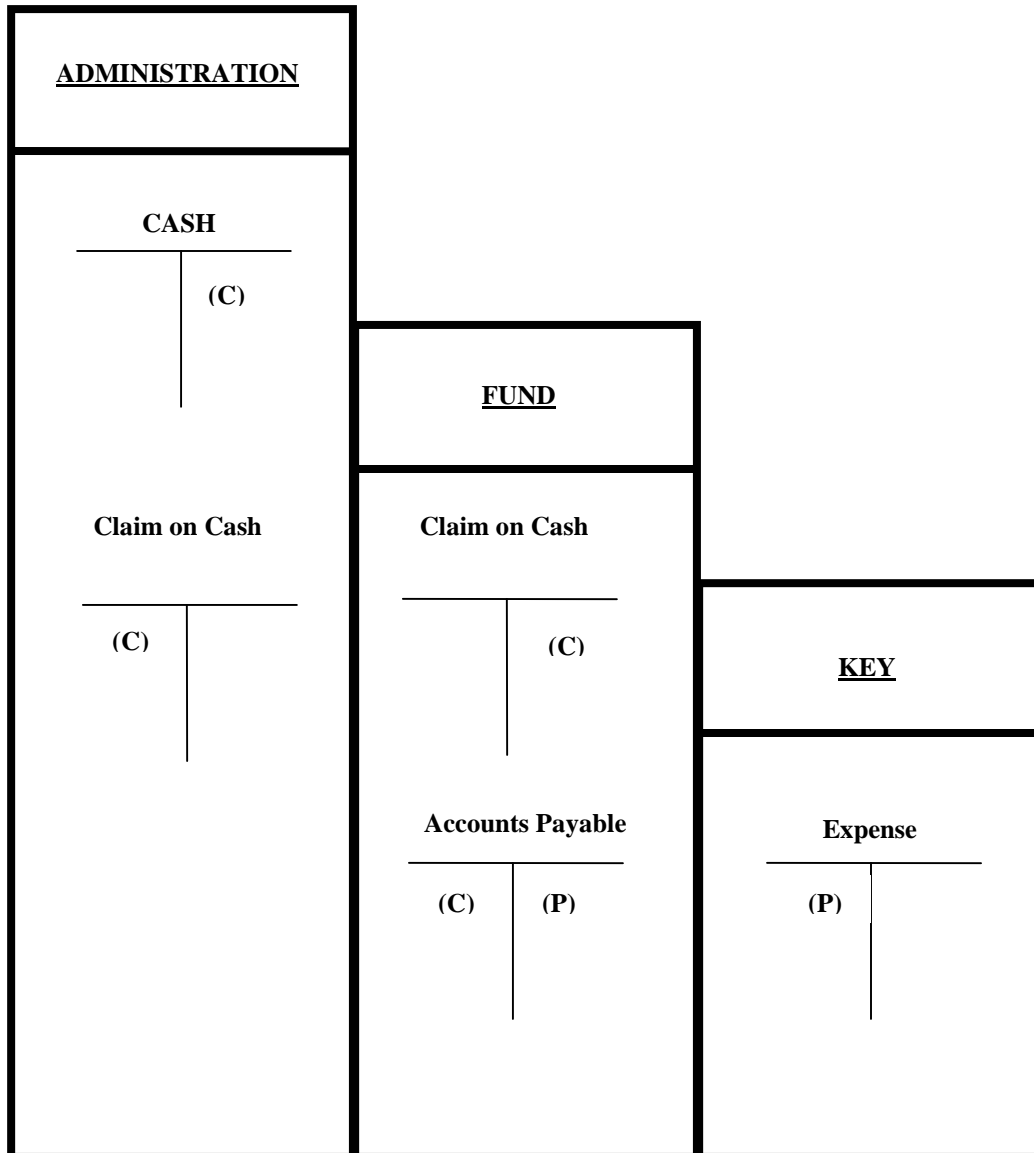 ADMINISTRATION
CASH
(C)
FUND
Claim on Cash
Claim on Cash
(C)
(C)
KEY
Accounts Payable
Expense
(C) (P)
(P)